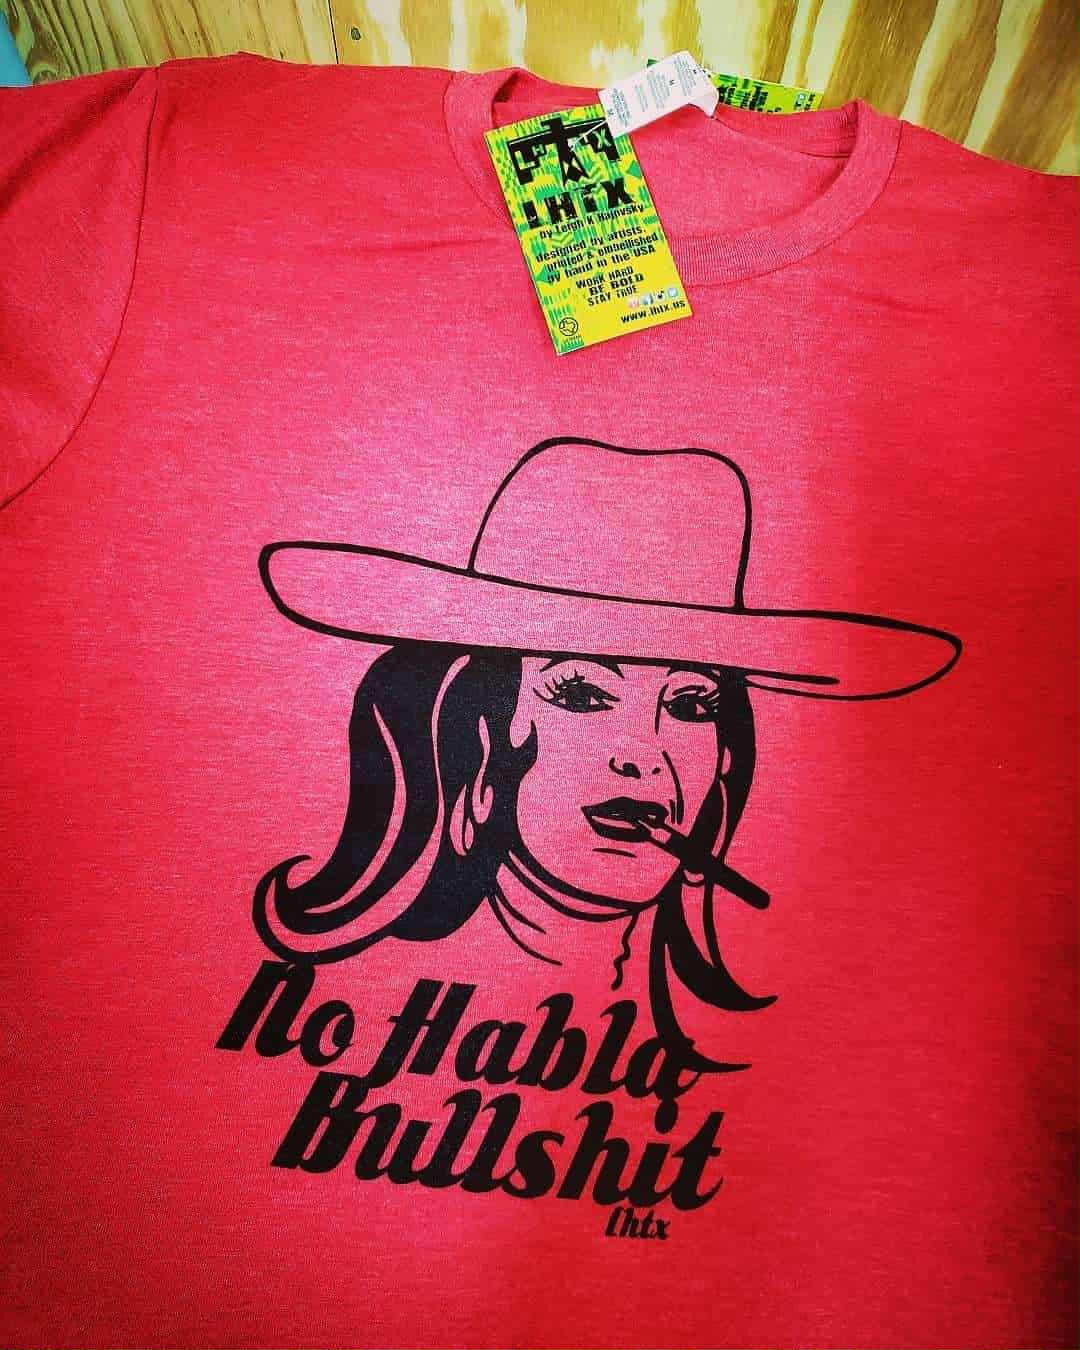 LHTX
by Leigh K Hajovsky
designed by artists.
printed & embellished
by hand in the USA
WORK HARD
BE BOLD
STAY TRUE
www.lhtx.us
M
No Habla
Bullshit
lhtx